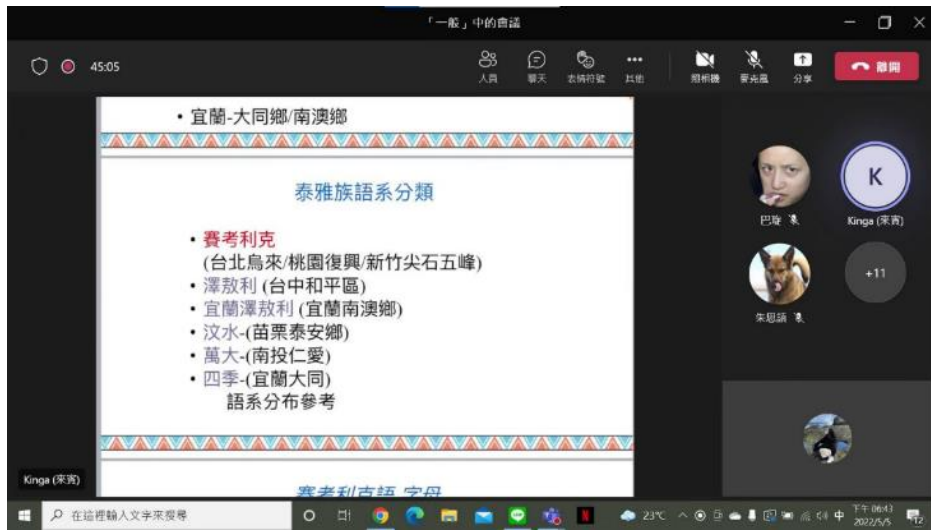 「一般」中的會議
45:05
人員
聊天
表情符號
其他
照相機
麥克風
分享
離開
• 宜蘭-大同鄉/南澳鄉
泰雅族語系分類
• 賽考利克
(台北烏來/桃園復興/新竹尖石五峰)
• 澤敖利 (台中和平區)
• 宜蘭澤敖利 (宜蘭南澳鄉)
• 汶水-(苗栗泰安鄉)
• 萬大-(南投仁愛)
• 四季-(宜蘭大同)
語系分布參考
賽考利克語 字母
K
巴璇
Kinga (來賓)
+11
Kinga (來賓)
在這裡輸入文字來搜尋
23°C
中
下午 06:43
2022/5/5
12